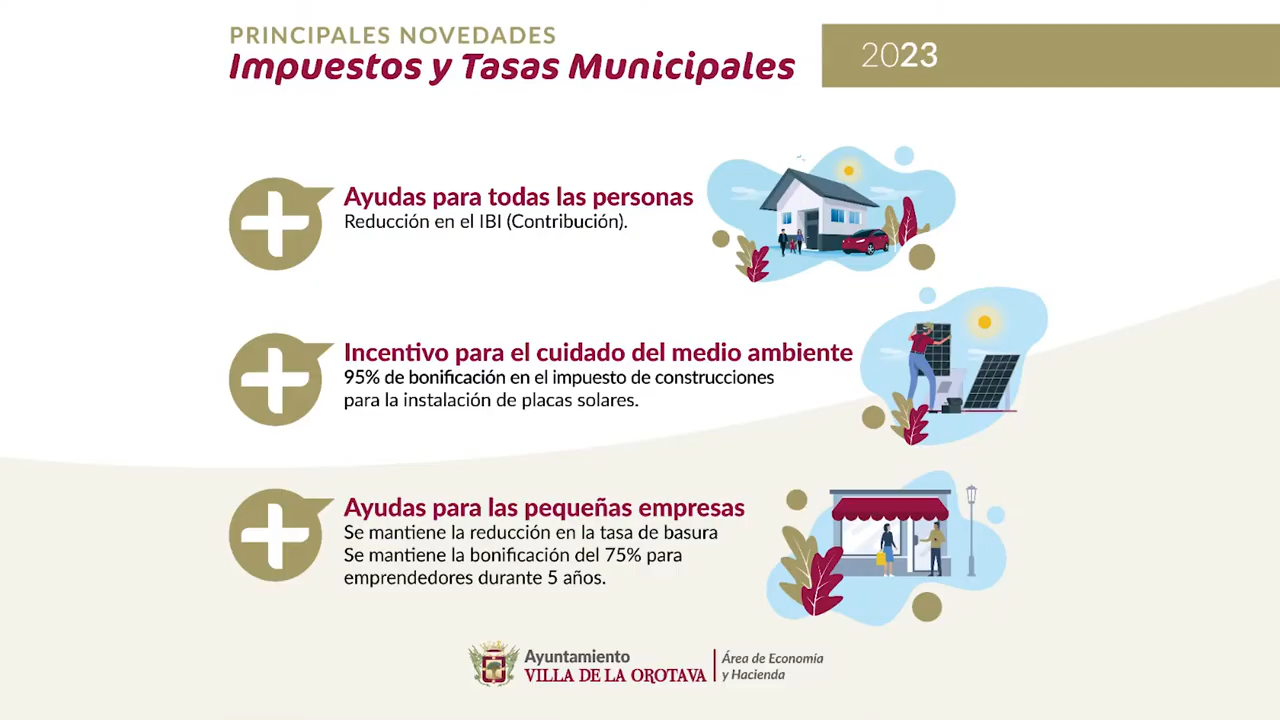 PRINCIPALES NOVEDADES
Impuestos y Tasas Municipales
2023
Ayudas para todas las personas
Reducción en el IBI (Contribución).
Incentivo para el cuidado del medio ambiente
95% de bonificación en el impuesto de construcciones
para la instalación de placas solares.
Ayudas para las pequeñas empresas
Se mantiene la reducción en la tasa de basura
Se mantiene la bonificación del 75% para
emprendedores durante 5 años.
Ayuntamiento
VILLA DE LA OROTAVA
Área de Economía
y Hacienda